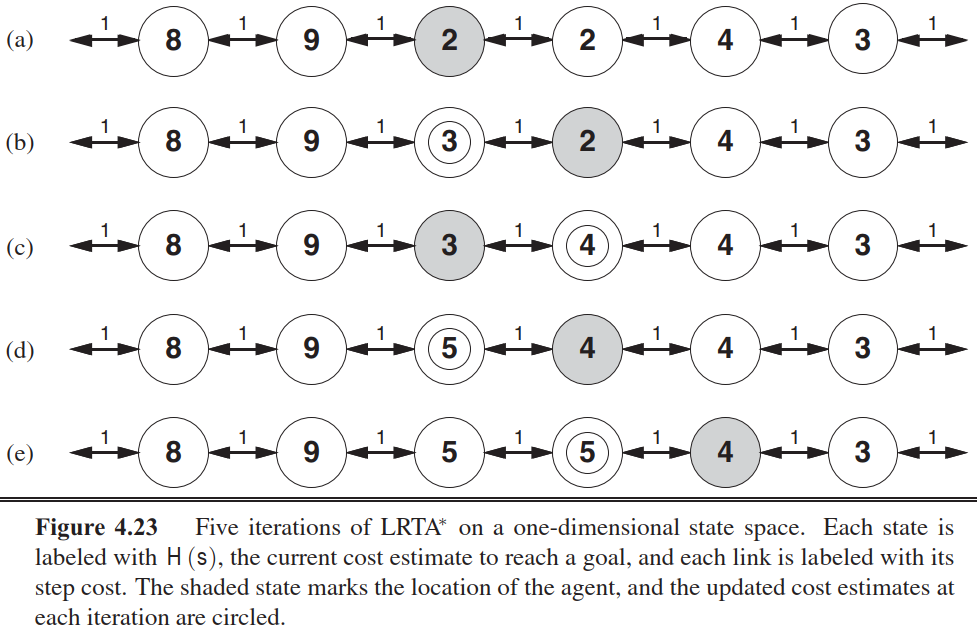 1 1 1 1 1 1 1
(a) 8 9 2 2 4 3
1 1 1 1 1 1 1
(b) 8 9 3 2 4 3
1 1 1 1 1 1 1
(c) 8 9 3 4 4 3
1 1 1 1 1 1 1
(d) 8 9 5 4 4 3
1 1 1 1 1 1 1
(e) 8 9 5 5 4 3
Figure 4.23 Five iterations of LRTA* on a one-dimensional state space. Each state is
labeled with H (s), the current cost estimate to reach a goal, and each link is labeled with its
step cost. The shaded state marks the location of the agent, and the updated cost estimates at
each iteration are circled.